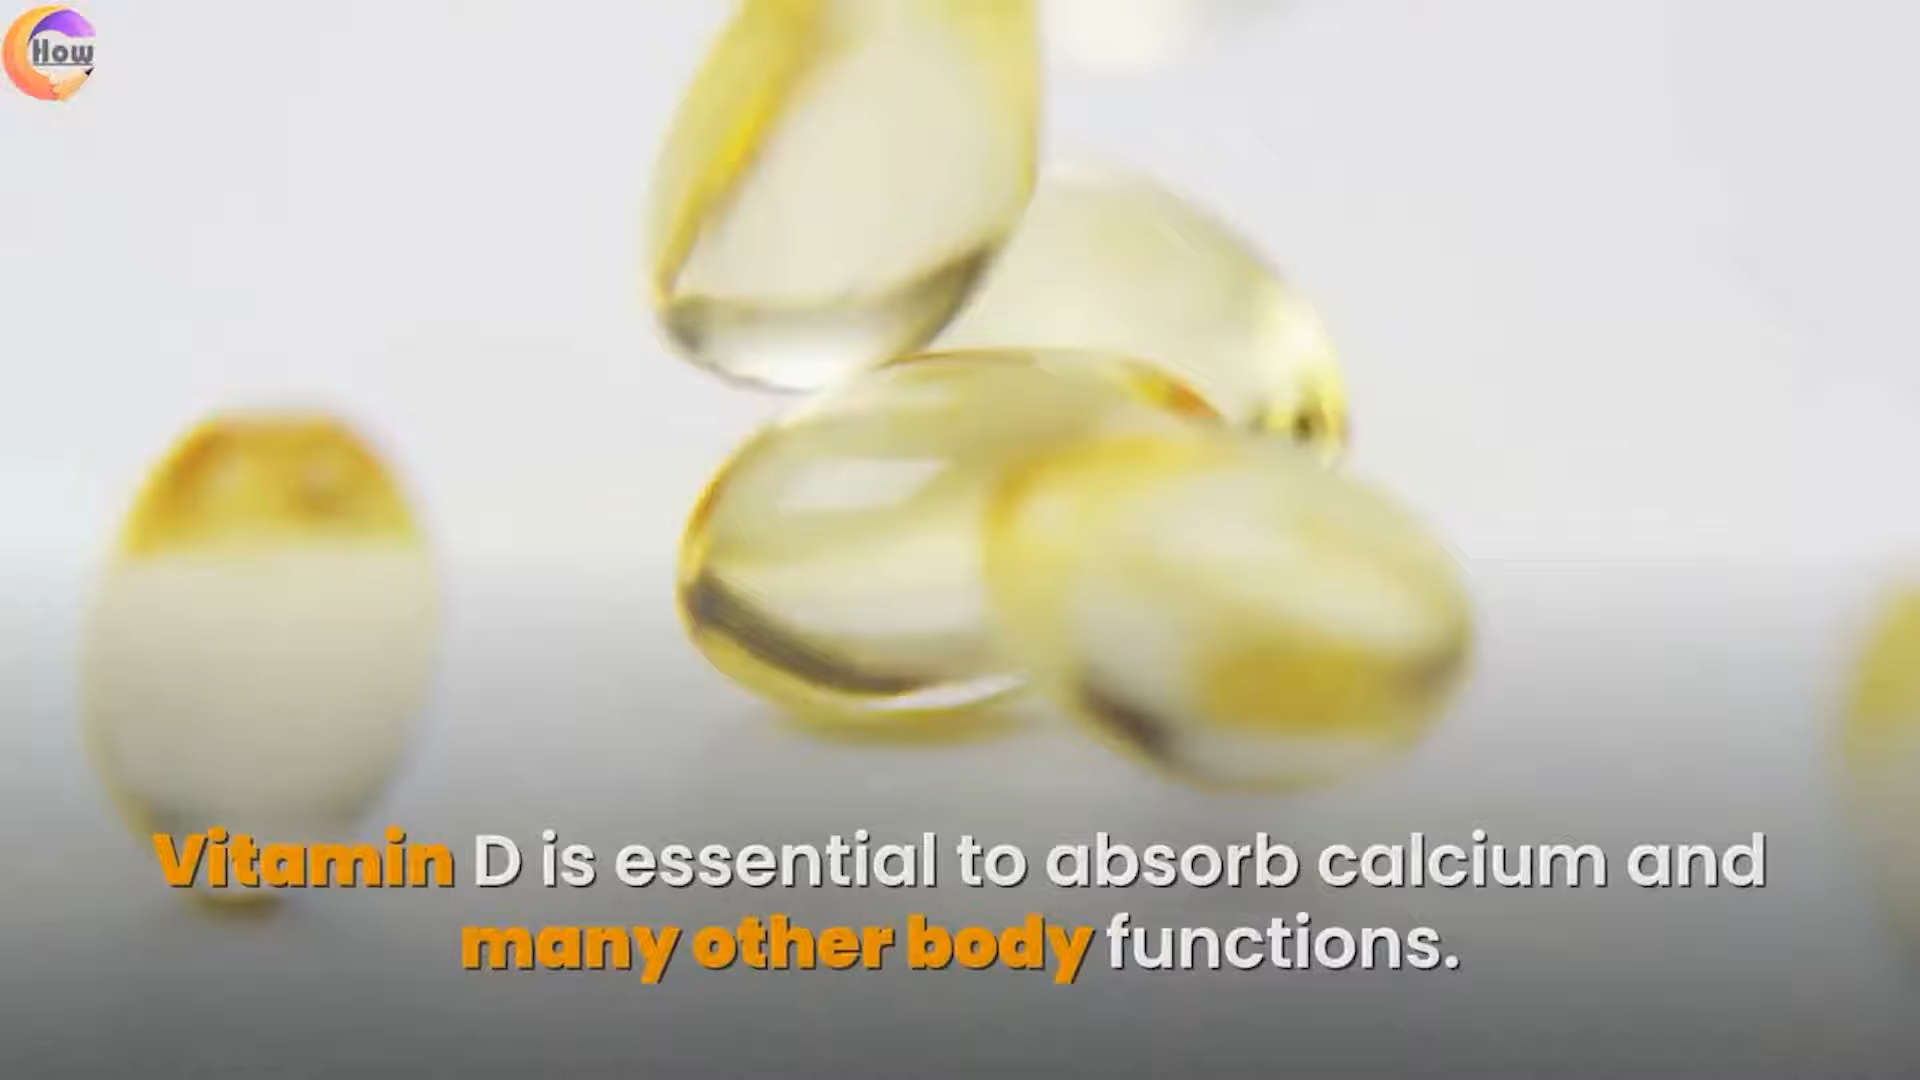 How
Vitamin D is essential to absorb calcium and
many other body functions.